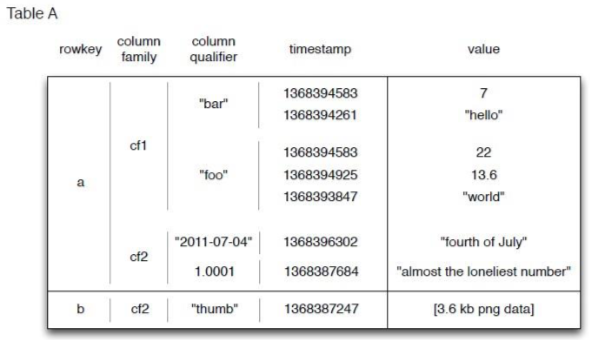 Table A
rowkey column family column qualifier timestamp value
"bar" 1368394583 7
1368394261 "hello"
cf1
1368394583 22
a "foo" 1368394925 13.6
1368393847 "world"
"2011-07-04" 1368396302 "fourth of July"
cf2
1.0001 1368387684 "almost the loneliest number"
b cf2 "thumb" 1368387247 [3.6 kb png data]